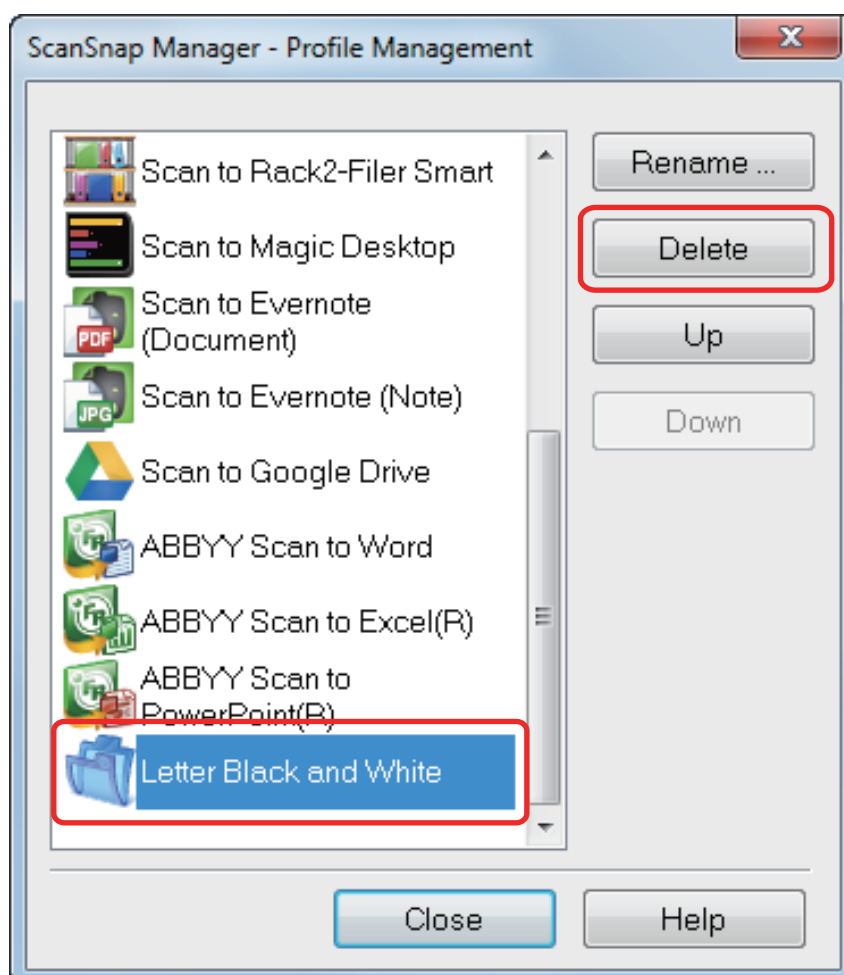 ScanSnap Manager - Profile Management
X
Scan to Rack2-Filer Smart
Scan to Magic Desktop
Scan to Evernote
(Document)
PDF
Scan to Evernote (Note)
JPG
Scan to Google Drive
ABBYY Scan to Word
ABBYY Scan to Excel(R)
ABBYY Scan to
PowerPoint(R)
Letter Black and White
Rename ...
Delete
Up
Down
Close
Help